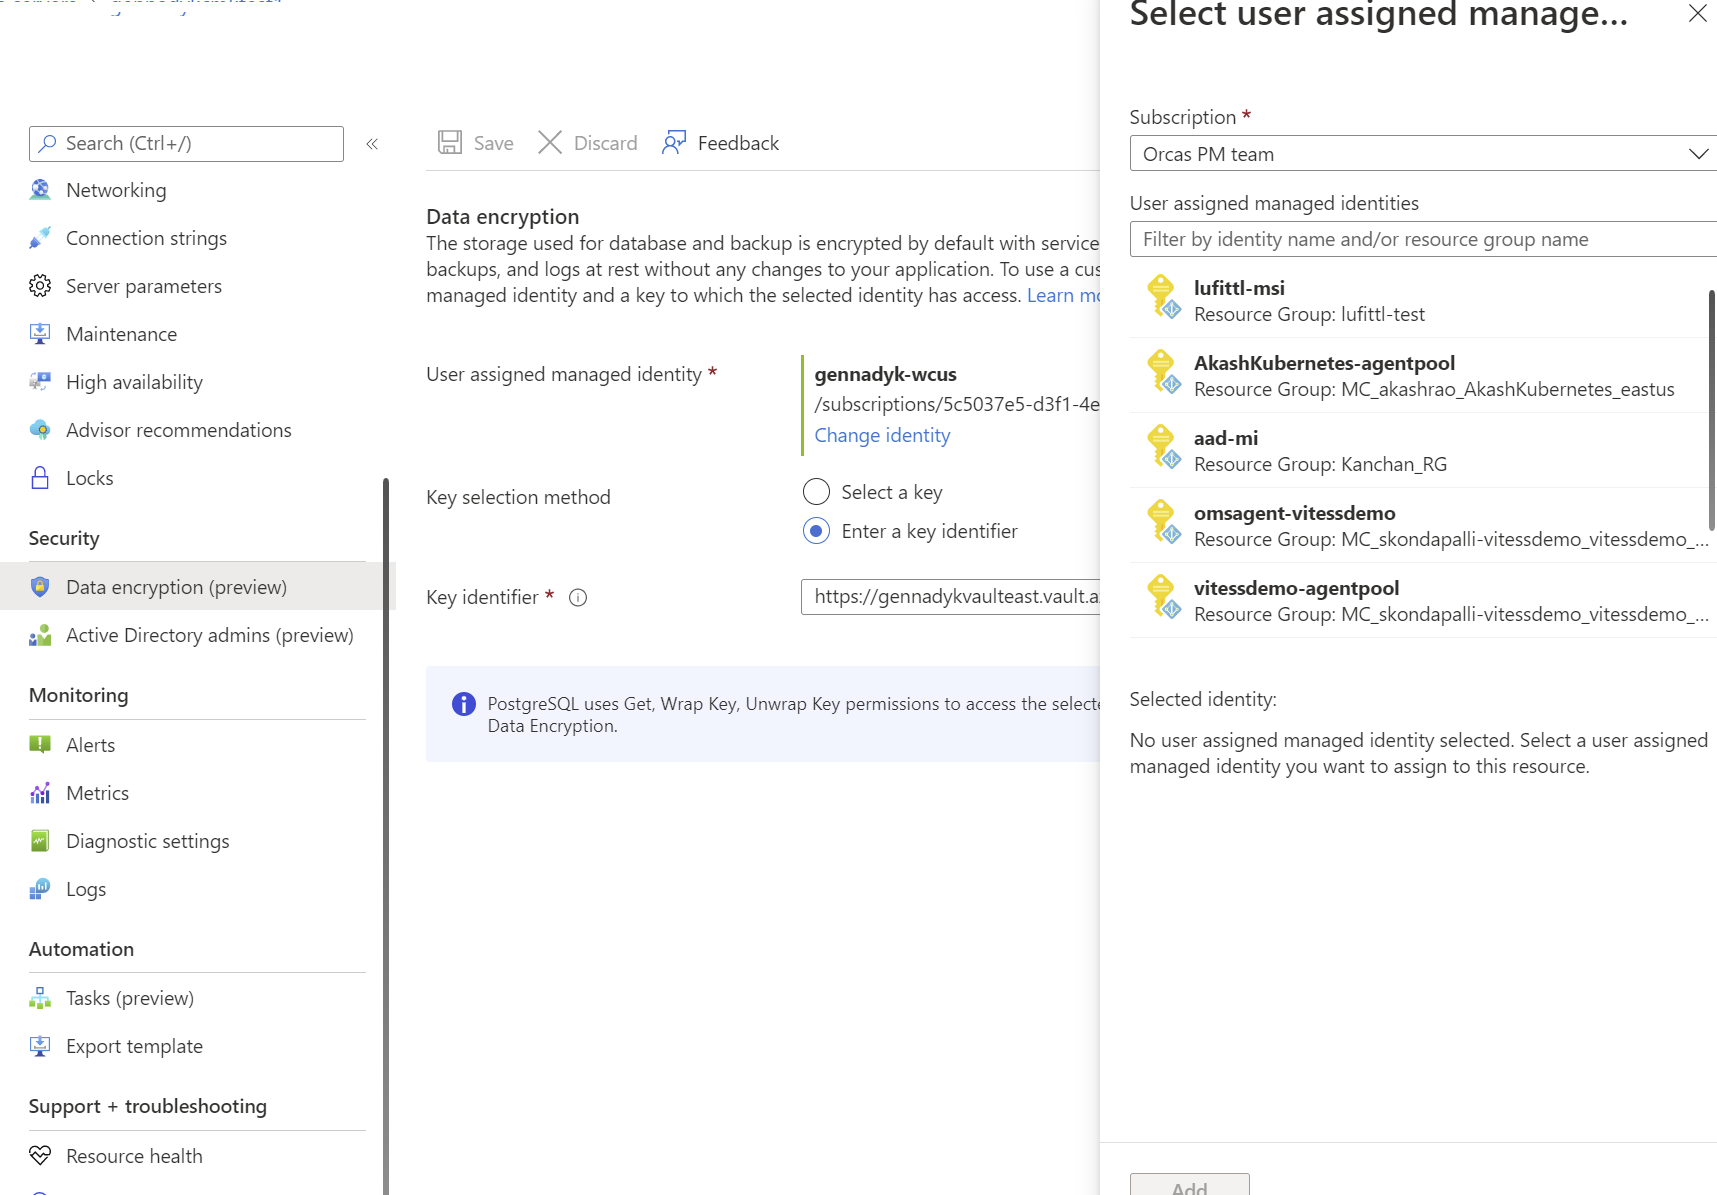 Select user assigned manage...
Search (Ctrl+/)
«
Networking
Connection strings
Server parameters
Maintenance
High availability
Advisor recommendations
Locks
Security
Data encryption (preview)
Active Directory admins (preview)
Monitoring
Alerts
Metrics
Diagnostic settings
Logs
Automation
Tasks (preview)
Export template
Support + troubleshooting
Resource health
Save
Discard
Feedback
Data encryption
The storage used for database and backup is encrypted by default with service
backups, and logs at rest without any changes to your application. To use a
managed identity and a key to which the selected identity has access. Learn
User assigned managed identity *
gennadyk-wcus
/subscriptions/5c5037e5-d3f1-4e
Change identity
Key selection method
Select a key
Enter a key identifier
Key identifier *
https://gennadykvaulteast.vault.a
PostgreSQL uses Get, Wrap Key, Unwrap Key permissions to access the
Data Encryption.
Subscription *
Orcas PM team
User assigned managed identities
Filter by identity name and/or resource group name
lufittl-msi
Resource Group: lufittl-test
AkashKubernetes-agentpool
Resource Group: MC_akashrao_AkashKubernetes_eastus
aad-mi
Resource Group: Kanchan_RG
omsagent-vitessdemo
Resource Group: MC_skondapalli-vitessdemo_vitessdemo_...
vitessdemo-agentpool
Resource Group: MC_skondapalli-vitessdemo_vitessdemo_...
Selected identity:
No user assigned managed identity selected. Select a user assigned
managed identity you want to assign to this resource.
Add